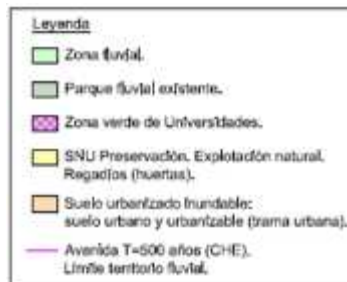 Leyenda
Zona fluvial.
Parque fluvial existente.
Zona verde de Universidades.
SNU Preservación. Explotación natural.
Regadíos (huertas).
Suelo urbanizado inundable:
suelo urbano y urbanizable (trama urbana).
Avenida T=500 años (CHE).
Límite territorio fluvial.